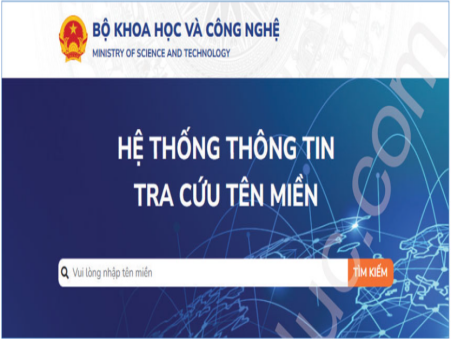 BỘ KHOA HỌC VÀ CÔNG NGHỆ
MINISTRY OF SCIENCE AND TECHNOLOGY
HỆ THỐNG THÔNG TIN
TRA CỨU TÊN MIỀN
Vui lòng nhập tên miền
TÌM KIẾM